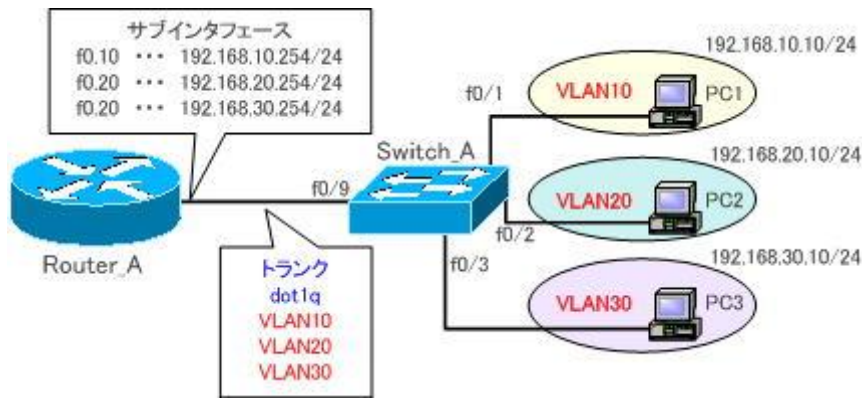 サブインタフェース
f0.10 ・・・ 192.168.10.254/24
f0.20 ・・・ 192.168.20.254/24
f0.20 ・・・ 192.168.30.254/24
192.168.10.10/24
f0/1
VLAN10
PC1
Switch_A
192.168.20.10/24
f0/9
VLAN20
PC2
f0/2
Router_A
トランク
dot1q
VLAN10
VLAN20
VLAN30
f0/3
192.168.30.10/24
VLAN30
PC3